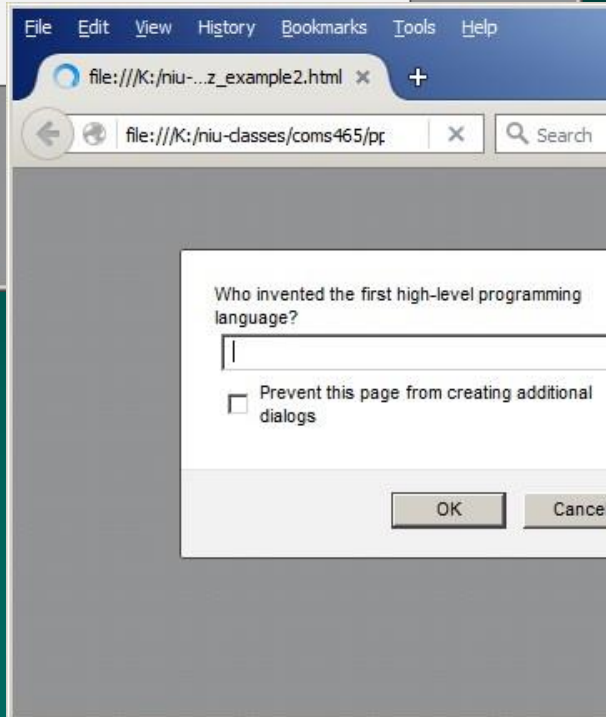 File Edit View History Bookmarks Tools Help
file:///K:/niu-...z_example2.html
file:///K:/niu-classes/coms465/pp
Search
Who invented the first high-level programming
language?
Prevent this page from creating additional
dialogs
OK Cance